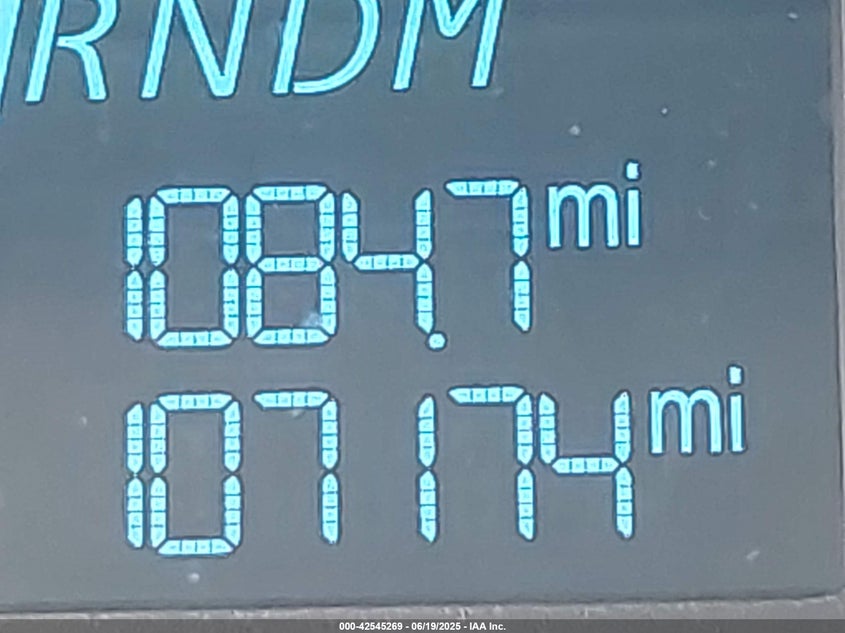 RNDM
1084.7 mi
107174 mi
000-42545269 - 06/19/2025 - IAA Inc.